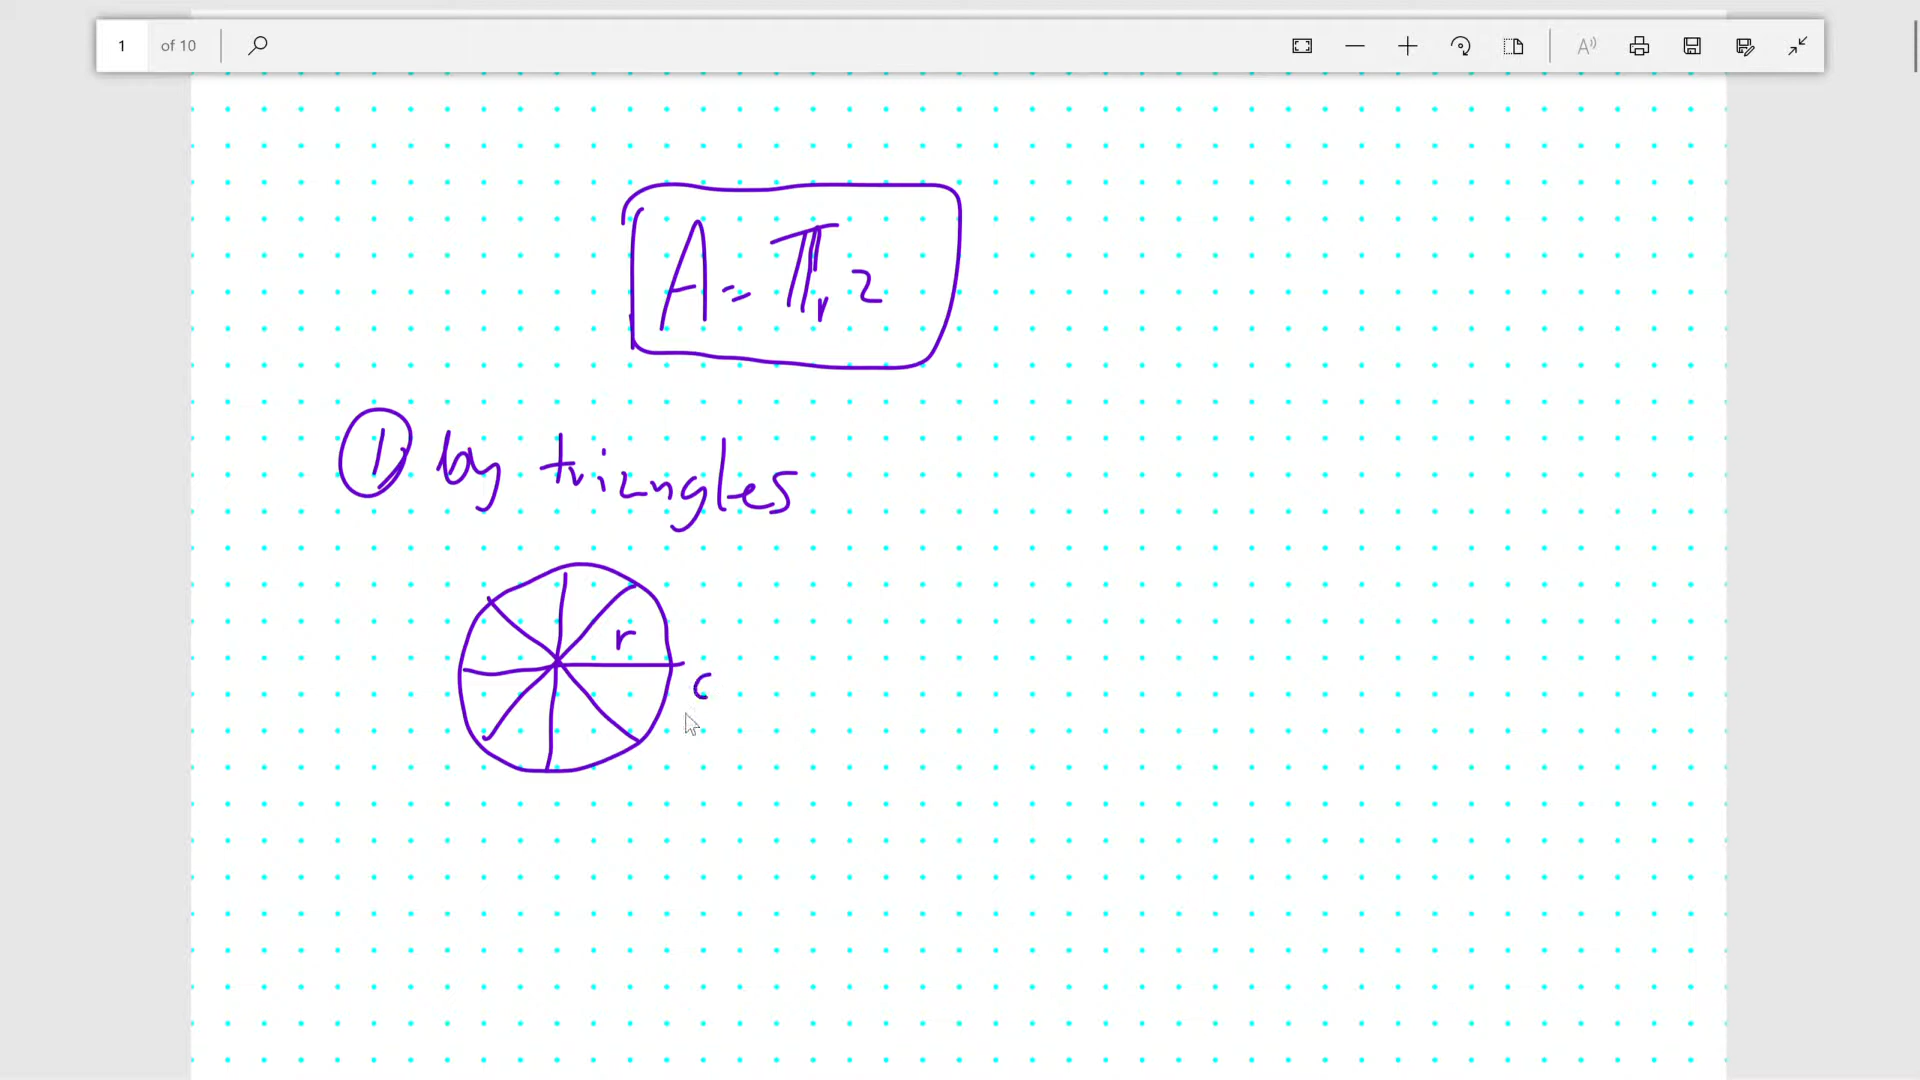 1 of 10
A = πr2
① by triangles
r
c